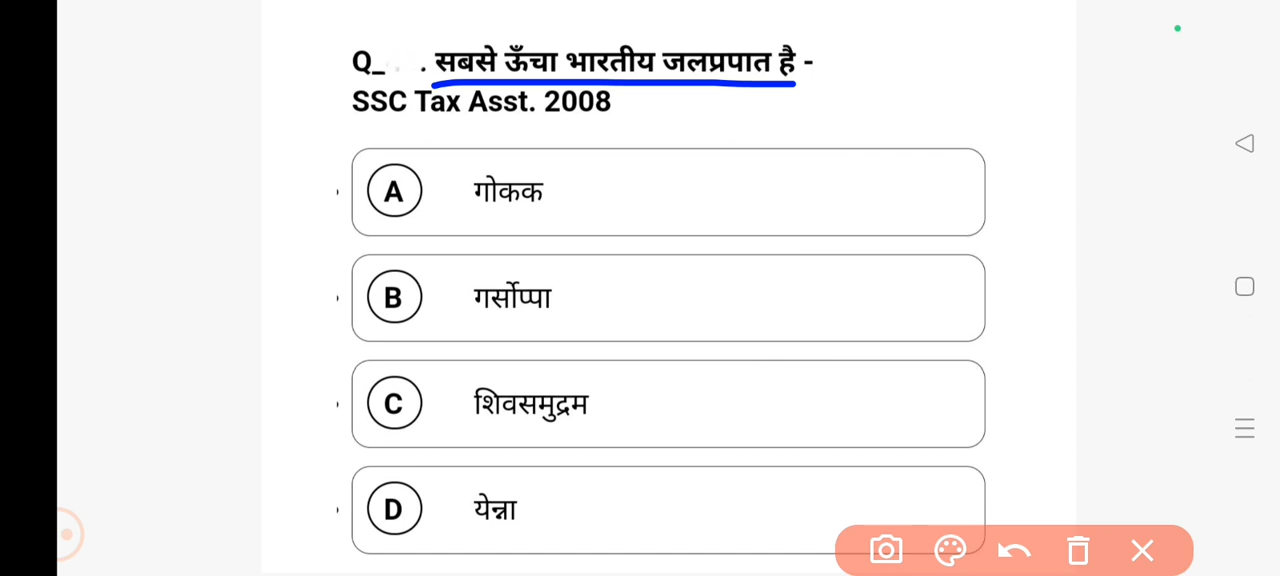 Q_ . सबसे ऊँचा भारतीय जलप्रपात है -
SSC Tax Asst. 2008
A गोकक
B गर्सोप्पा
C शिवसमुद्रम
D येन्ना